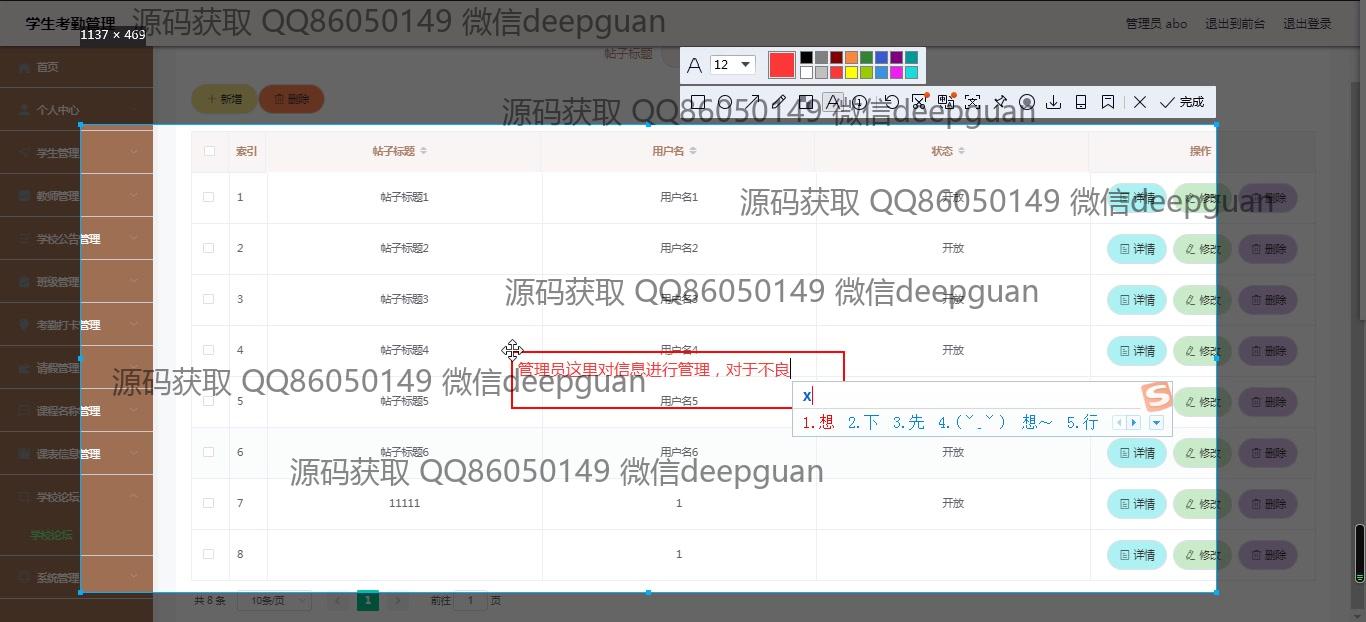 学生考勤管理 源码获取 QQ86050149 微信deepguan 管理员 abo 退出到前台 退出登录
1137 × 469
首页
帖子标题
A 12
个人中心
新增 删除
完成
源码获取 QQ86050149 微信deepguan
学生管理
索引 帖子标题 用户名 状态 操作
教师管理
1 帖子标题1 用户名1 开放 详情 修改 删除
源码获取 QQ86050149 微信deepguan
学校公告管理
2 帖子标题2 用户名2 开放 详情 修改 删除
班级管理
3 帖子标题3 用户名3 开放 详情 修改 删除
源码获取 QQ86050149 微信deepguan
考勤打卡管理
4 帖子标题4 用户名4 开放 详情 修改 删除
请假管理
管理员这里对信息进行管理，对于不良
源码获取 QQ86050149 微信deepguan
x
5 帖子标题5 用户名5 修改 删除
课程名称管理
1.想 2.下 3.先 4.(ˇˍˇ) 想～ 5.行
课表信息管理
6 帖子标题6 用户名6 开放 详情 修改 删除
源码获取 QQ86050149 微信deepguan
学校论坛
7 11111 1 开放 详情 修改 删除
学校论坛
8 1 详情 修改 删除
系统管理
共 8 条 10条/页 1 前往 1 页